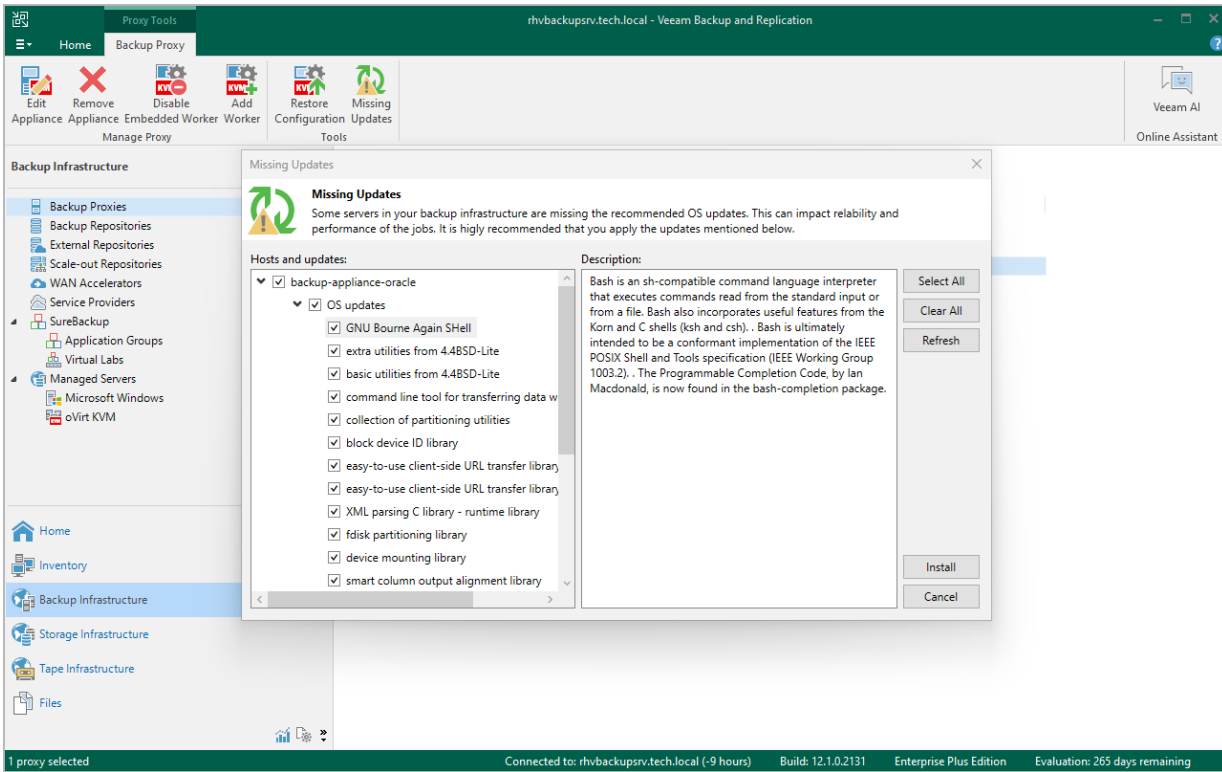 Proxy Tools
rhvbackupsrv.tech.local - Veeam Backup and Replication
Home
Backup Proxy
Edit
Appliance
Remove
Appliance
Disable
Embedded Worker
Add
Worker
Manage Proxy
Restore
Configuration
Missing
Updates
Tools
Veeam AI
Online Assistant
Backup Infrastructure
Backup Proxies
Backup Repositories
External Repositories
Scale-out Repositories
WAN Accelerators
Service Providers
SureBackup
Application Groups
Virtual Labs
Managed Servers
Microsoft Windows
oVirt KVM
Home
Inventory
Backup Infrastructure
Storage Infrastructure
Tape Infrastructure
Files
Missing Updates
Missing Updates
Some servers in your backup infrastructure are missing the recommended OS updates. This can impact relability and
performance of the jobs. It is higly recommended that you apply the updates mentioned below.
Hosts and updates:
backup-appliance-oracle
OS updates
GNU Bourne Again SHell
extra utilities from 4.4BSD-Lite
basic utilities from 4.4BSD-Lite
command line tool for transferring data w
collection of partitioning utilities
block device ID library
easy-to-use client-side URL transfer library
easy-to-use client-side URL transfer library
XML parsing C library - runtime library
fdisk partitioning library
device mounting library
smart column output alignment library
Description:
Bash is an sh-compatible command language interpreter
that executes commands read from the standard input or
from a file. Bash also incorporates useful features from the
Korn and C shells (ksh and csh). . Bash is ultimately
intended to be a conformant implementation of the IEEE
POSIX Shell and Tools specification (IEEE Working Group
1003.2). . The Programmable Completion Code, by Ian
Macdonald, is now found in the bash-completion package.
Select All
Clear All
Refresh
Install
Cancel
1 proxy selected
Connected to: rhvbackupsrv.tech.local (-9 hours)
Build: 12.1.0.2131
Enterprise Plus Edition
Evaluation: 265 days remaining